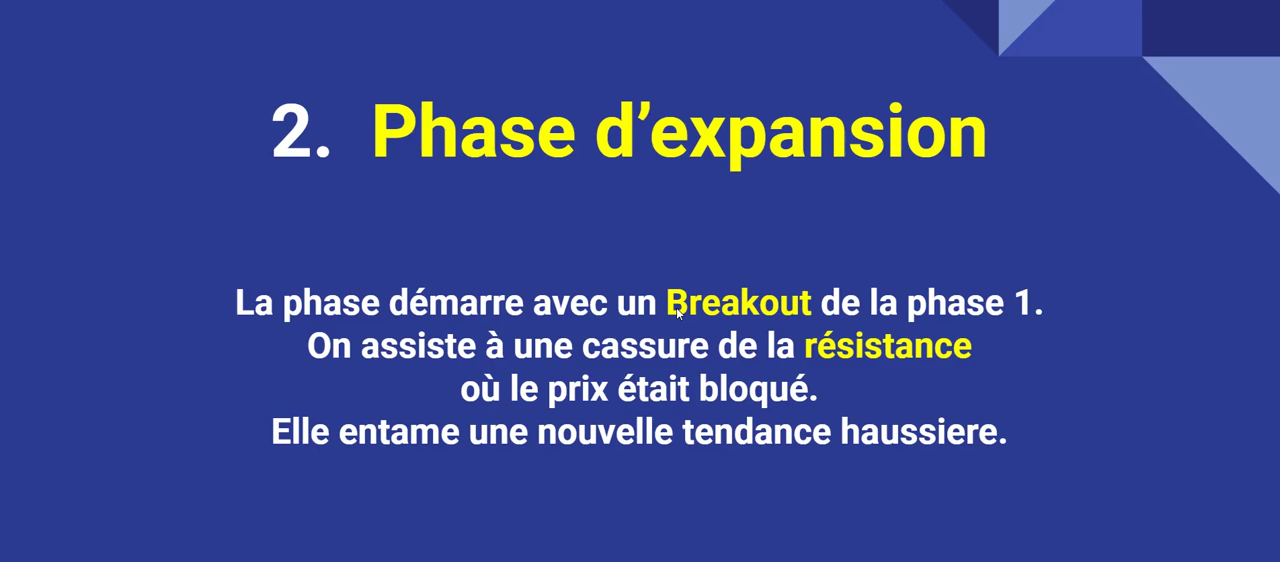 2. Phase d’expansion
La phase démarre avec un Breakout de la phase 1.
On assiste à une cassure de la résistance
où le prix était bloqué.
Elle entame une nouvelle tendance haussiere.